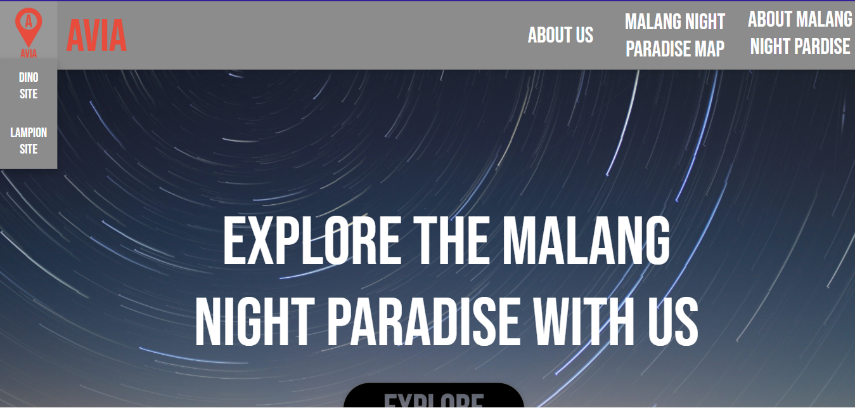 A
AVIA
AVIA
ABOUT US
MALANG NIGHT
PARADISE MAP
ABOUT MALANG
NIGHT PARDISE
DINO
SITE
LAMPION
SITE
EXPLORE THE MALANG
NIGHT PARADISE WITH US
EXPLORE